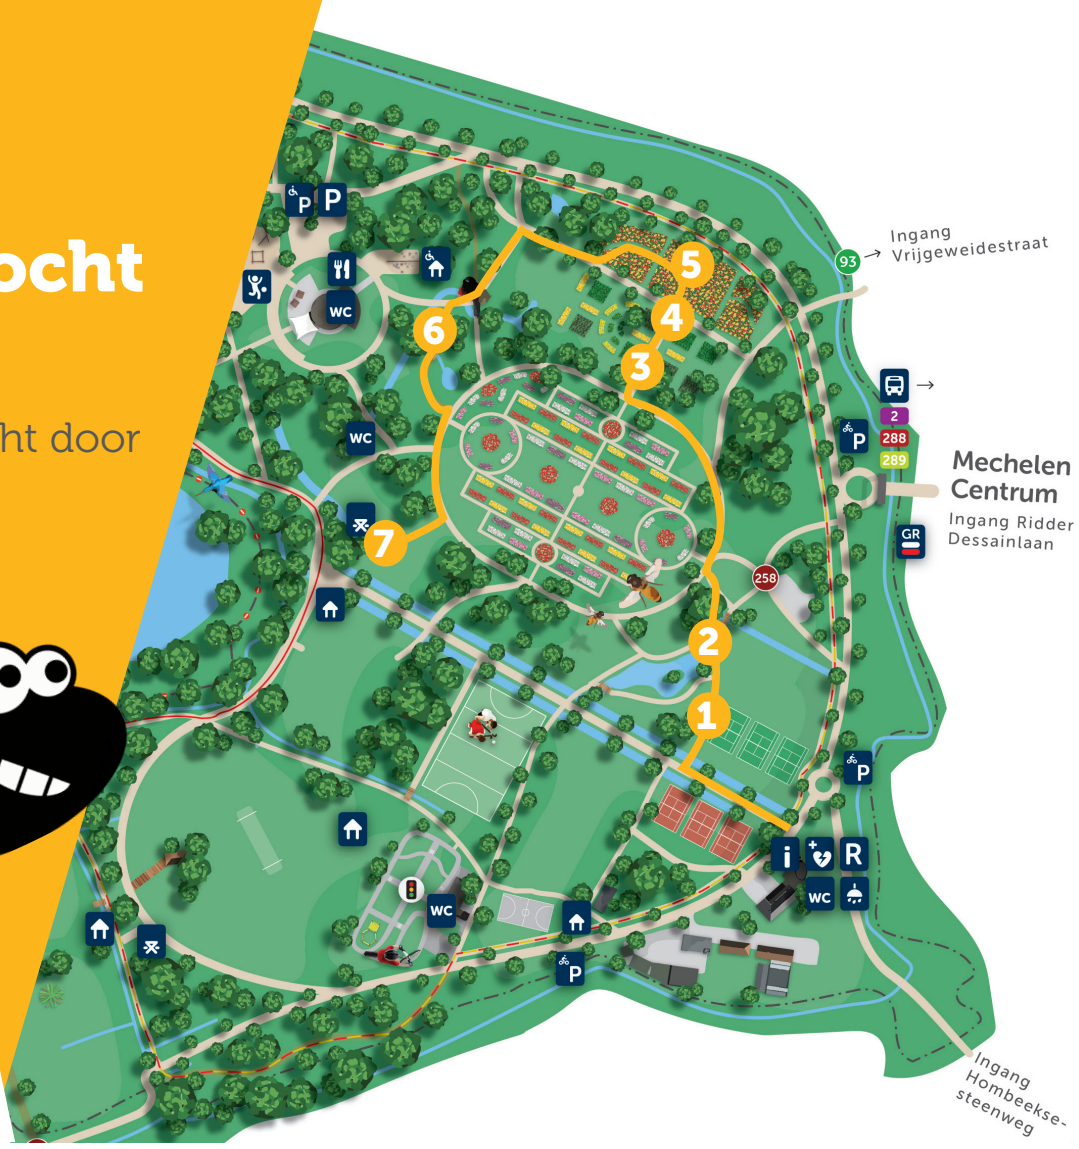 ocht
ht door
P
P
WC
WC
5
4
3
6
7
2
1
93
Ingang
Vrijgeweidestraat
2
288
289
P
Mechelen
Centrum
Ingang Ridder
Dessainlaan
GR
258
P
i
R
WC
WC
P
Ingang
Hombeekse-
steenweg